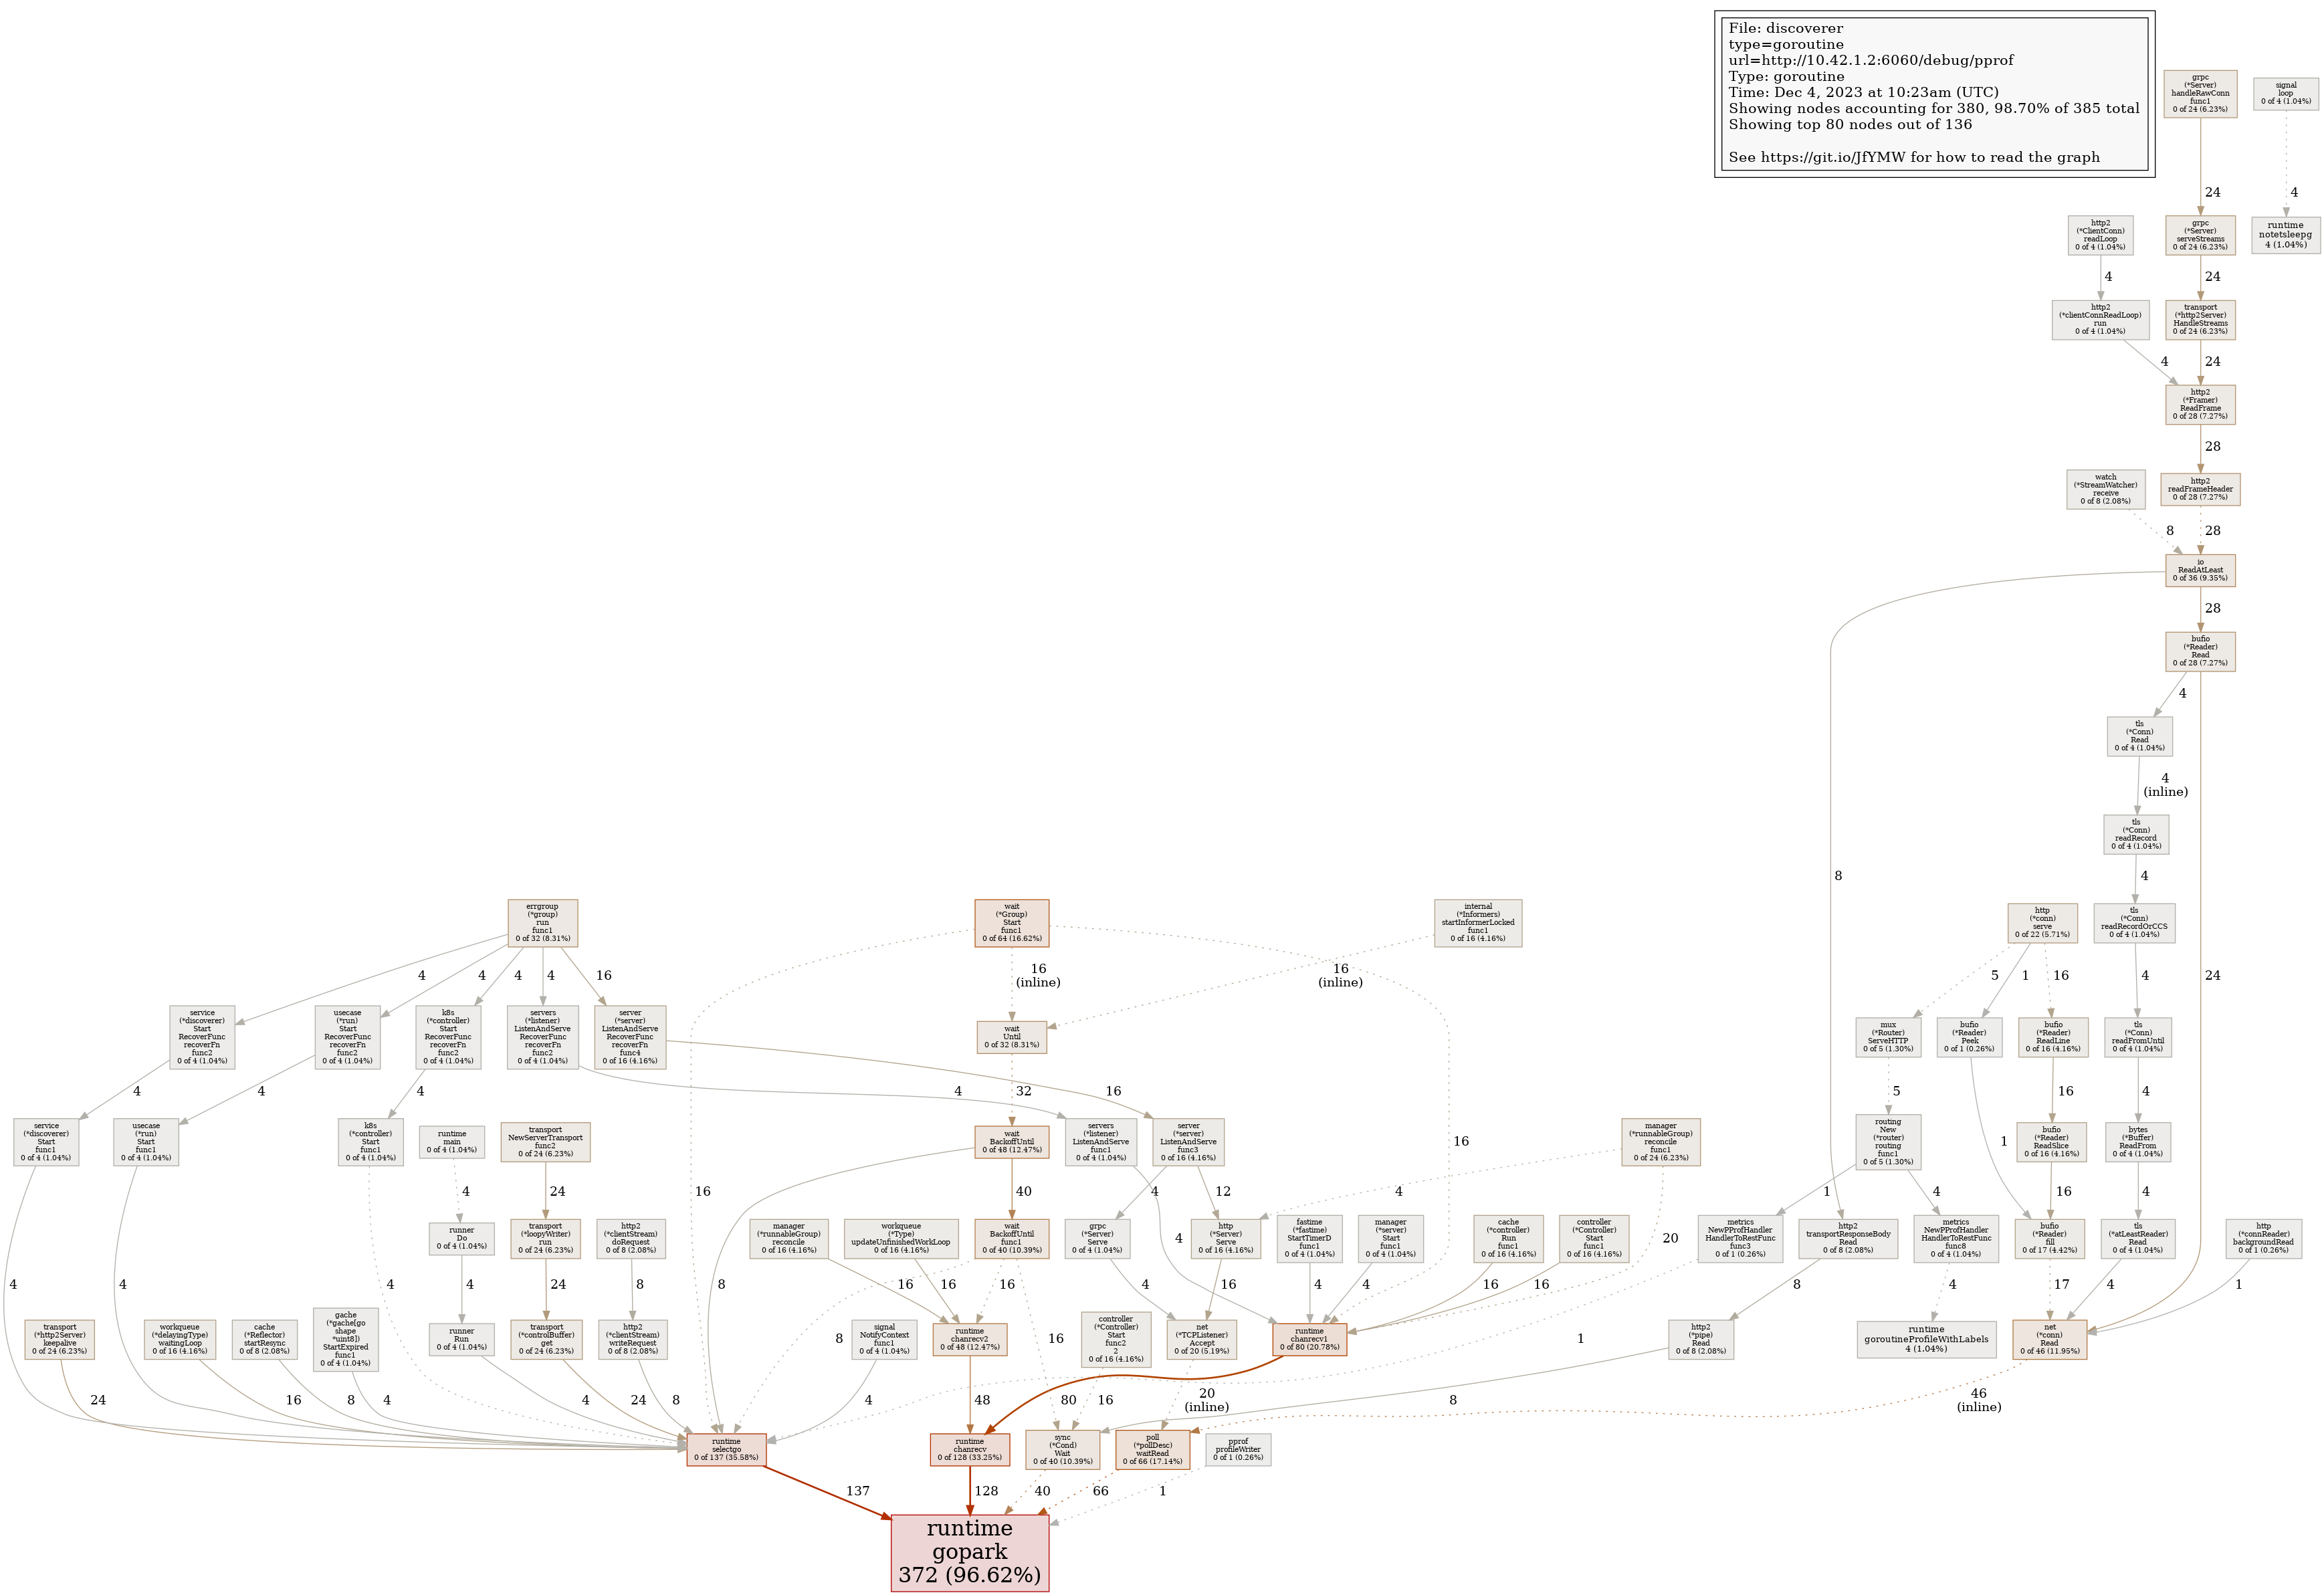 File: discoverer
type=goroutine
url=http://10.42.1.2:6060/debug/pprof
Type: goroutine
Time: Dec 4, 2023 at 10:23am (UTC)
Showing nodes accounting for 380, 98.70% of 385 total
Showing top 80 nodes out of 136
See https://git.io/JfYMW for how to read the graph
grpc
(*Server)
handleRawConn
func1
0 of 24 (6.23%)
signal
loop
0 of 4 (1.04%)
24
4
http2
(*ClientConn)
readLoop
0 of 4 (1.04%)
grpc
(*Server)
serveStreams
0 of 24 (6.23%)
runtime
notetsleepg
4 (1.04%)
4
24
http2
(*clientConnReadLoop)
run
0 of 4 (1.04%)
transport
(*http2Server)
HandleStreams
0 of 24 (6.23%)
4
24
http2
(*Framer)
ReadFrame
0 of 28 (7.27%)
28
watch
(*StreamWatcher)
receive
0 of 8 (2.08%)
http2
readFrameHeader
0 of 28 (7.27%)
8
28
io
ReadAtLeast
0 of 36 (9.35%)
28
bufio
(*Reader)
Read
0 of 28 (7.27%)
4
tls
(*Conn)
Read
0 of 4 (1.04%)
4
(inline)
tls
(*Conn)
readRecord
0 of 4 (1.04%)
8
4
errgroup
(*group)
run
func1
0 of 32 (8.31%)
wait
(*Group)
Start
func1
0 of 64 (16.62%)
internal
(*Informers)
startInformerLocked
func1
0 of 16 (4.16%)
http
(*conn)
serve
0 of 22 (5.71%)
tls
(*Conn)
readRecordOrCCS
0 of 4 (1.04%)
4
4
4
4
16
16
(inline)
16
(inline)
5
1
16
4
24
service
(*discoverer)
Start
RecoverFunc
recoverFn
func2
0 of 4 (1.04%)
usecase
(*run)
Start
RecoverFunc
recoverFn
func2
0 of 4 (1.04%)
k8s
(*controller)
Start
RecoverFunc
recoverFn
func2
0 of 4 (1.04%)
servers
(*listener)
ListenAndServe
RecoverFunc
recoverFn
func2
0 of 4 (1.04%)
server
(*server)
ListenAndServe
RecoverFunc
recoverFn
func4
0 of 16 (4.16%)
wait
Until
0 of 32 (8.31%)
mux
(*Router)
ServeHTTP
0 of 5 (1.30%)
bufio
(*Reader)
Peek
0 of 1 (0.26%)
bufio
(*Reader)
ReadLine
0 of 16 (4.16%)
tls
(*Conn)
readFromUntil
0 of 4 (1.04%)
4
4
4
4
32
16
5
16
4
service
(*discoverer)
Start
func1
0 of 4 (1.04%)
usecase
(*run)
Start
func1
0 of 4 (1.04%)
k8s
(*controller)
Start
func1
0 of 4 (1.04%)
runtime
main
0 of 4 (1.04%)
transport
NewServerTransport
func2
0 of 24 (6.23%)
wait
BackoffUntil
0 of 48 (12.47%)
servers
(*listener)
ListenAndServe
func1
0 of 4 (1.04%)
server
(*server)
ListenAndServe
func3
0 of 16 (4.16%)
16
manager
(*runnableGroup)
reconcile
func1
0 of 24 (6.23%)
routing
New
(*router)
routing
func1
0 of 5 (1.30%)
1
bufio
(*Reader)
ReadSlice
0 of 16 (4.16%)
bytes
(*Buffer)
ReadFrom
0 of 4 (1.04%)
16
4
24
40
4
12
4
1
4
16
4
manager
(*runnableGroup)
reconcile
0 of 16 (4.16%)
workqueue
(*Type)
updateUnfinishedWorkLoop
0 of 16 (4.16%)
runner
Do
0 of 4 (1.04%)
transport
(*loopyWriter)
run
0 of 24 (6.23%)
http2
(*clientStream)
doRequest
0 of 8 (2.08%)
wait
BackoffUntil
func1
0 of 40 (10.39%)
grpc
(*Server)
Serve
0 of 4 (1.04%)
http
(*Server)
Serve
0 of 16 (4.16%)
fastime
(*fastime)
StartTimerD
func1
0 of 4 (1.04%)
manager
(*server)
Start
func1
0 of 4 (1.04%)
cache
(*controller)
Run
func1
0 of 16 (4.16%)
controller
(*Controller)
Start
func1
0 of 16 (4.16%)
metrics
NewPProfHandler
HandlerToRestFunc
func3
0 of 1 (0.26%)
http2
transportResponseBody
Read
0 of 8 (2.08%)
metrics
NewPProfHandler
HandlerToRestFunc
func8
0 of 4 (1.04%)
bufio
(*Reader)
fill
0 of 17 (4.42%)
tls
(*atLeastReader)
Read
0 of 4 (1.04%)
http
(*connReader)
backgroundRead
0 of 1 (0.26%)
4
4
4
24
8
8
16
16
16
4
16
4
4
4
16
16
20
8
4
17
4
1
transport
(*http2Server)
keepalive
0 of 24 (6.23%)
workqueue
(*delayingType)
waitingLoop
0 of 16 (4.16%)
cache
(*Reflector)
startResync
0 of 8 (2.08%)
gache
(*gache[go
shape
*uint8])
StartExpired
func1
0 of 4 (1.04%)
4
runner
Run
0 of 4 (1.04%)
transport
(*controlBuffer)
get
0 of 24 (6.23%)
http2
(*clientStream)
writeRequest
0 of 8 (2.08%)
8
signal
NotifyContext
func1
0 of 4 (1.04%)
runtime
chanrecv2
0 of 48 (12.47%)
16
controller
(*Controller)
Start
func2
2
0 of 16 (4.16%)
net
(*TCPListener)
Accept
0 of 20 (5.19%)
runtime
chanrecv1
0 of 80 (20.78%)
1
http2
(*pipe)
Read
0 of 8 (2.08%)
runtime
goroutineProfileWithLabels
4 (1.04%)
net
(*conn)
Read
0 of 46 (11.95%)
24
16
8
4
4
24
8
4
48
80
16
20
(inline)
8
46
(inline)
runtime
selectgo
0 of 137 (35.58%)
runtime
chanrecv
0 of 128 (33.25%)
sync
(*Cond)
Wait
0 of 40 (10.39%)
poll
(*pollDesc)
waitRead
0 of 66 (17.14%)
pprof
profileWriter
0 of 1 (0.26%)
137
128
40
66
1
runtime
gopark
372 (96.62%)